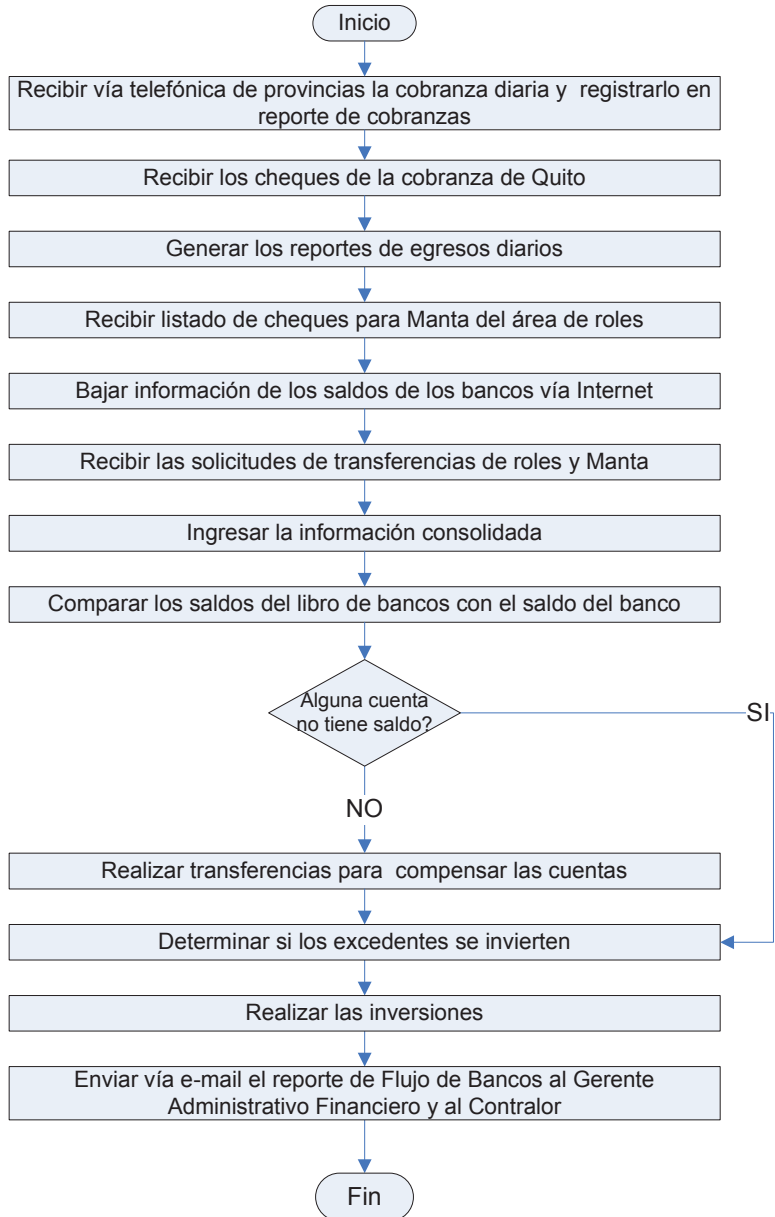 Inicio
Recibir vía telefónica de provincias la cobranza diaria y registrarlo en
reporte de cobranzas
Recibir los cheques de la cobranza de Quito
Generar los reportes de egresos diarios
Recibir listado de cheques para Manta del área de roles
Bajar información de los saldos de los bancos vía Internet
Recibir las solicitudes de transferencias de roles y Manta
Ingresar la información consolidada
Comparar los saldos del libro de bancos con el saldo del banco
Alguna cuenta
no tiene saldo?
SI
NO
Realizar transferencias para compensar las cuentas
Determinar si los excedentes se invierten
Realizar las inversiones
Enviar vía e-mail el reporte de Flujo de Bancos al Gerente
Administrativo Financiero y al Contralor
Fin